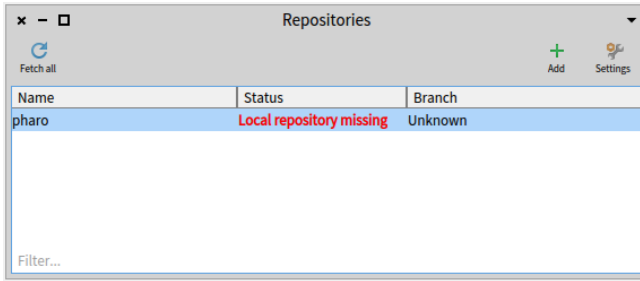 Repositories
Fetch all
Add
Settings
Name
Status
Branch
pharo
Local repository missing
Unknown
Filter...